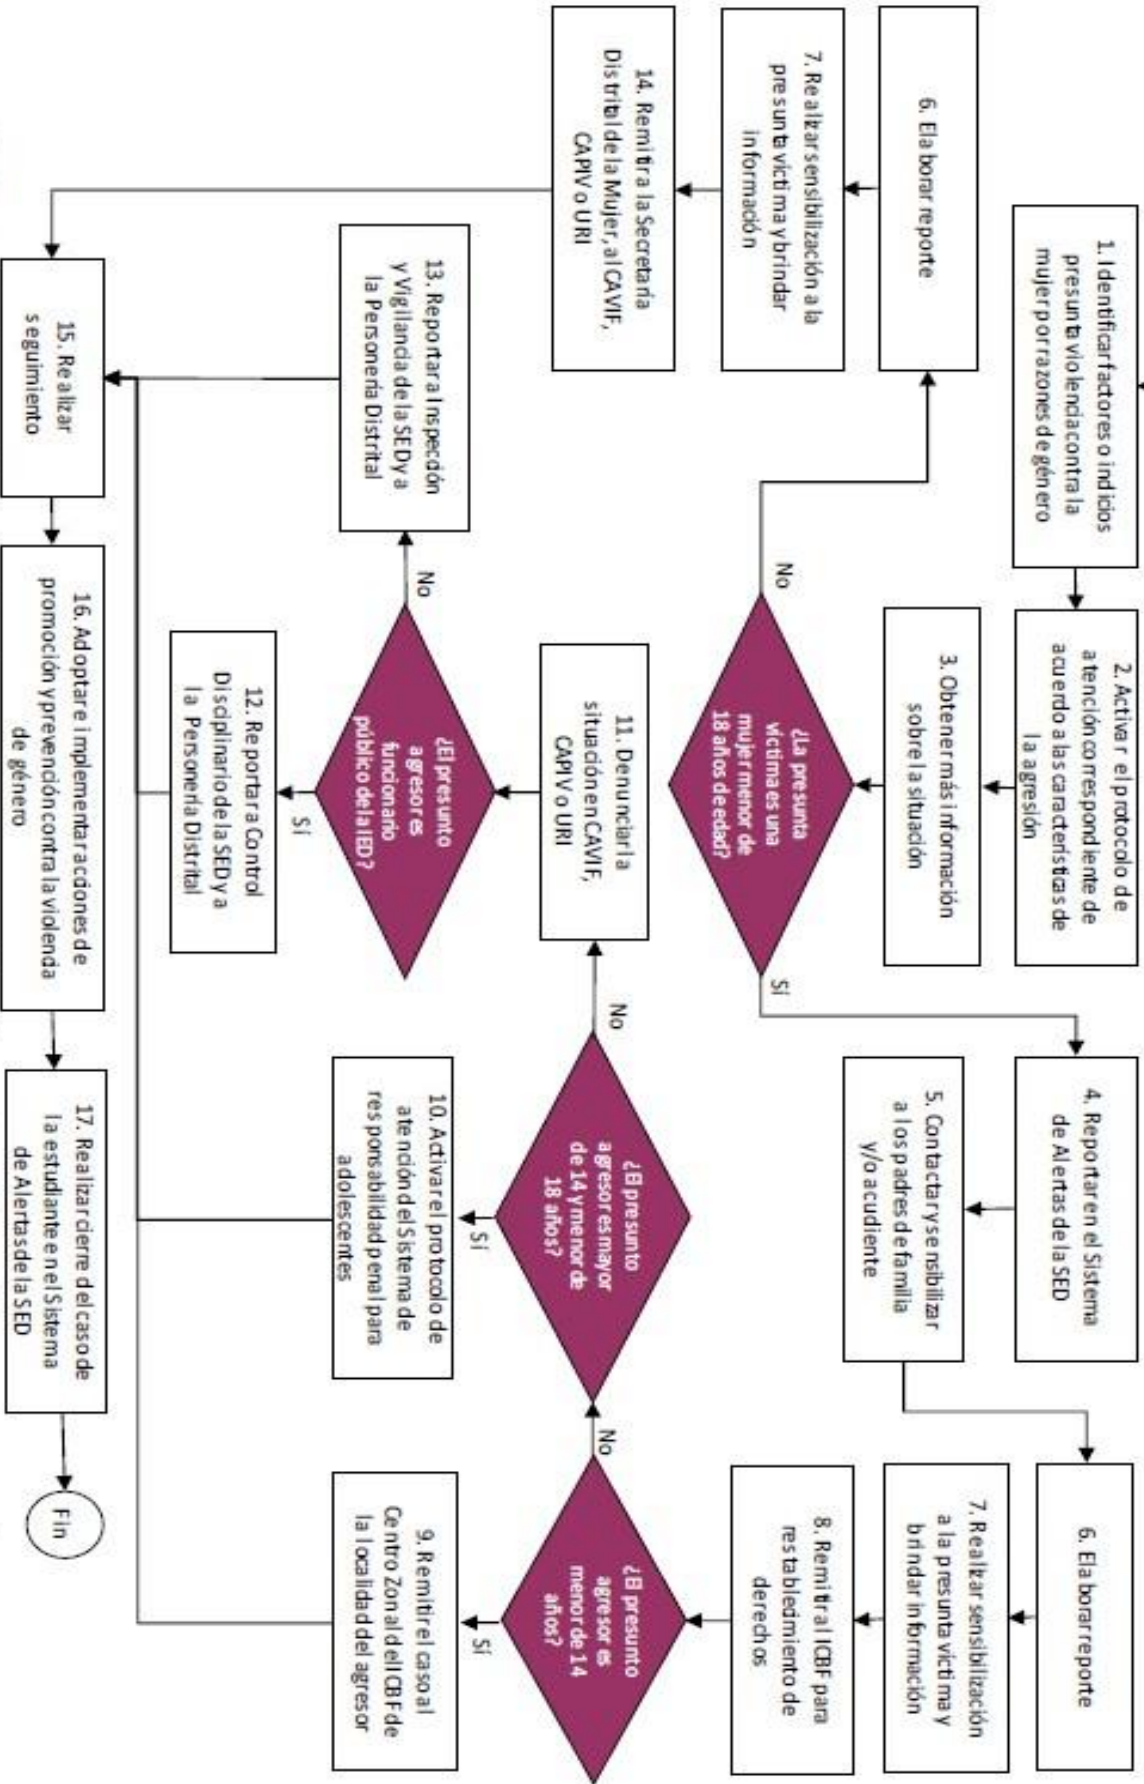 1. Identificar factores o indicios
presunta violencia contra la
mujer por razones de género
2. Activar el protocolo de
atención correspondiente de
acuerdo a las características de
la agresión
3. Obtener más información
sobre la situación
¿La presunta
víctima es una
mujer menor de
18 años de edad?
No
Sí
4. Reportar en el Sistema
de Alertas de la SED
5. Contactar y sensibilizar
a los padres de familia
y/o acudiente
6. Elaborar reporte
7. Realizar sensibilización
a la presunta víctima y
brindar información
8. Remitir al ICBF para
restablecimiento de
derechos
¿El presunto
agresor es
menor de 14
años?
Sí
No
9. Remitir el caso al
Centro Zonal del ICBF de
la localidad del agresor
¿El presunto
agresor es mayor
de 14 y menor de
18 años?
Sí
No
10. Activar el protocolo de
atención del Sistema de
responsabilidad penal para
adolescentes
11. Denunciar la
situación en CAVIF,
CAPIV o URI
¿El presunto
agresor es
funcionario
público de la IED?
Sí
No
12. Reportar a Control
Disciplinario de la SED y a
la Personería Distrital
13. Reportar a Inspección
y Vigilancia de la SED y a
la Personería Distrital
6. Elaborar reporte
7. Realizar sensibilización a la
presunta víctima y brindar
información
14. Remitir a la Secretaría
Distrital de la Mujer, al CAVIF,
CAPIV o URI
15. Realizar
seguimiento
16. Adoptar e implementar acciones de
promoción y prevención contra la violencia
de género
17. Realizar cierre del caso de
la estudiante en el Sistema
de Alertas de la SED
Fin